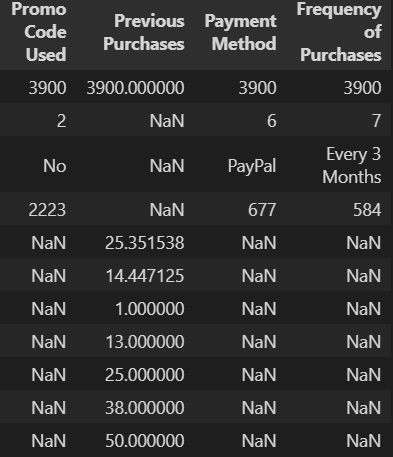 Promo Code Used	Previous Purchases	Payment Method	Frequency of Purchases
3900	3900.000000	3900	3900
2	NaN	6	7
No	NaN	PayPal	Every 3 Months
2223	NaN	677	584
NaN	25.351538	NaN	NaN
NaN	14.447125	NaN	NaN
NaN	1.000000	NaN	NaN
NaN	13.000000	NaN	NaN
NaN	25.000000	NaN	NaN
NaN	38.000000	NaN	NaN
NaN	50.000000	NaN	NaN